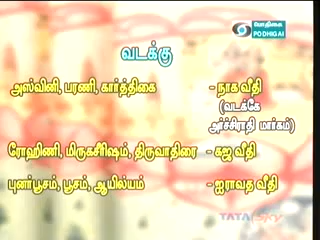 பொதிகை
PODHIGAI
வடக்கு
அஸ்வினி, பரணி, கார்த்திகை - நாக வீதி
(வடக்கே
அர்ச்சிராதி மார்கம்)
ரோஹிணி, மிருகசீரிஷம், திருவாதிரை - கஜ வீதி
புனர்பூசம், பூசம், ஆயில்யம் - ஐராவத வீதி
TATA Sky